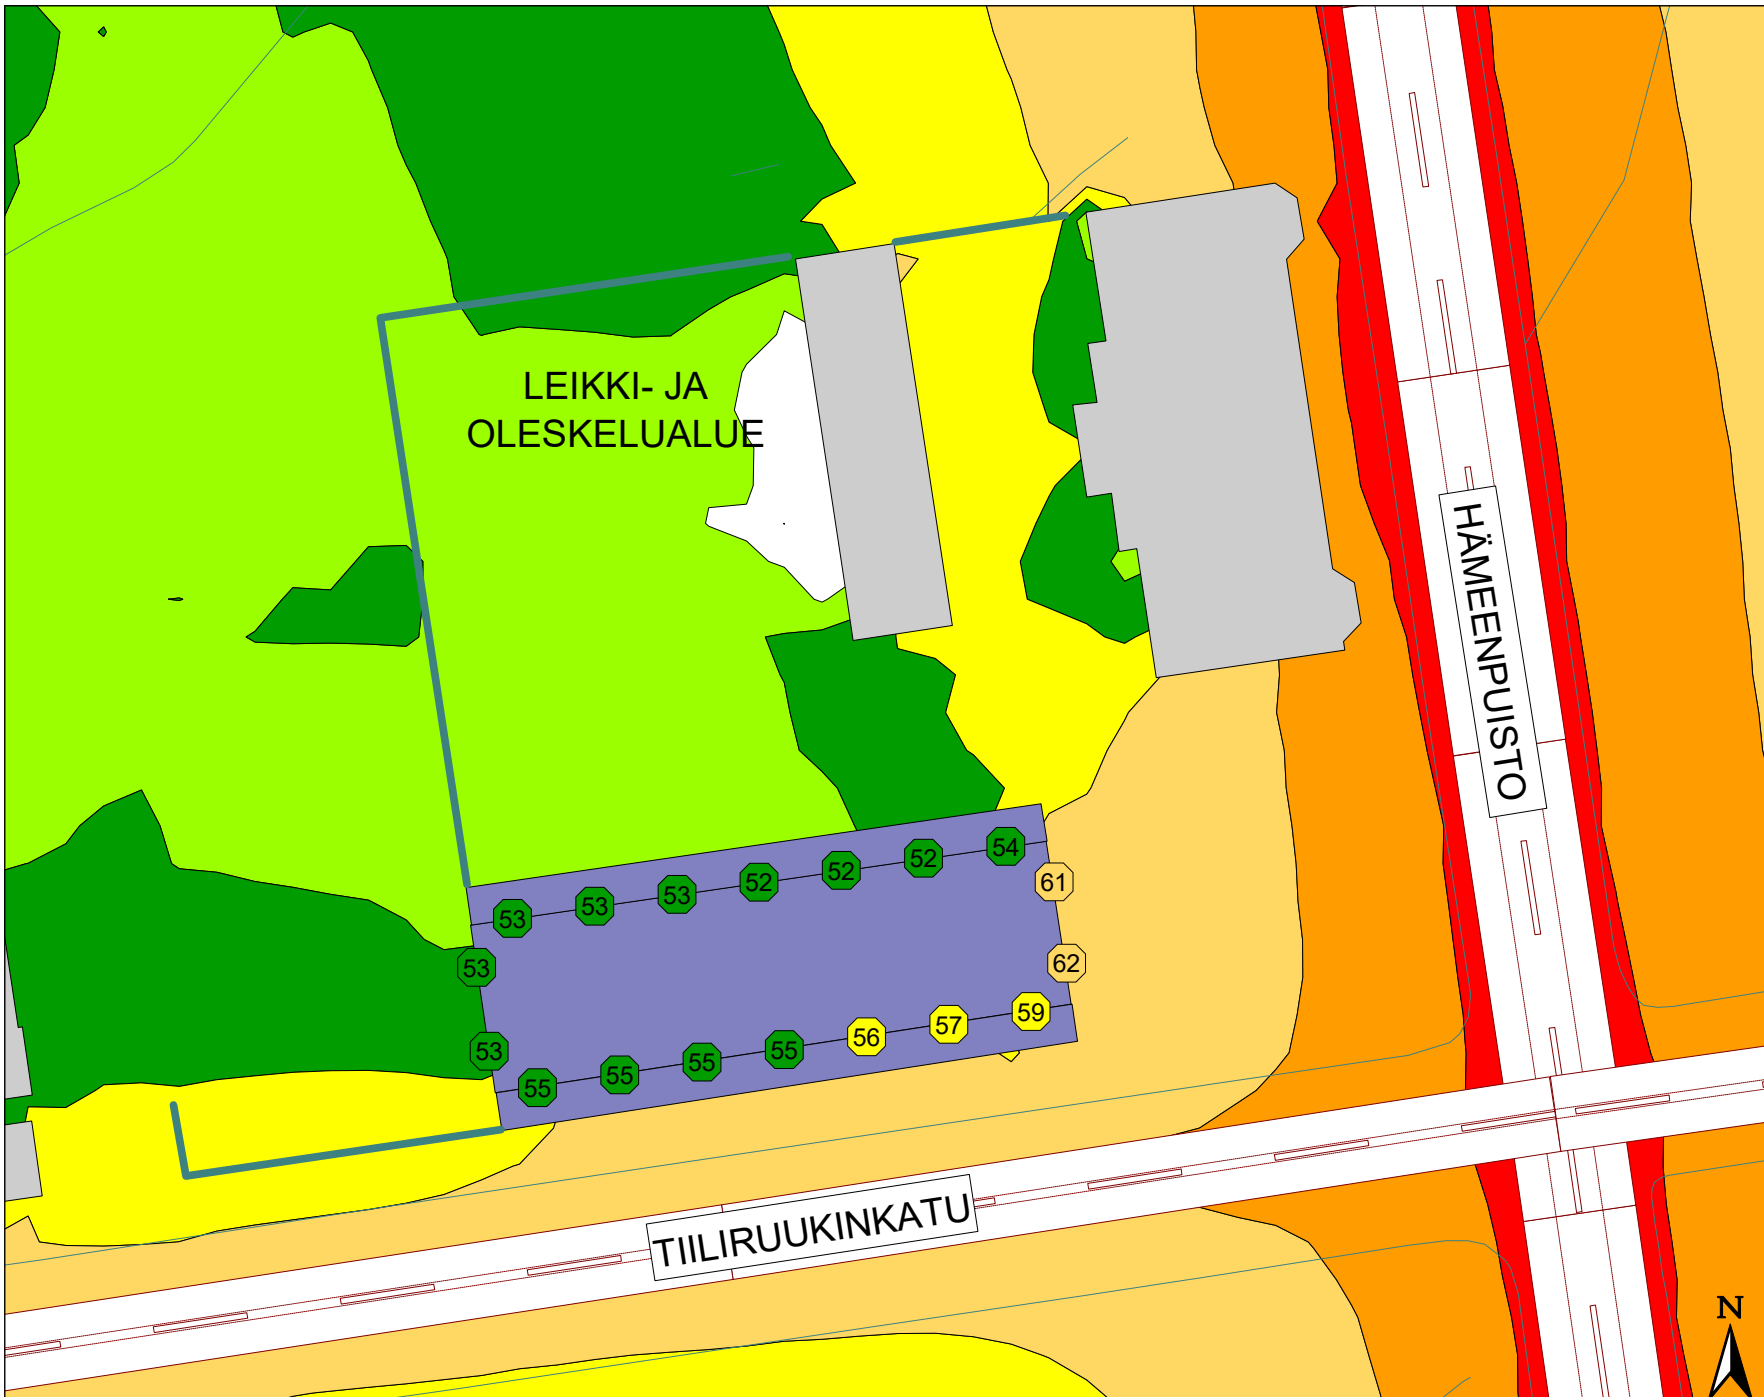 LEIKKI- JA
OLESKELUALUE
HÄMEENPUISTO
53 53 53 52 52 52 54
61
53
62
53
55 55 55 55 56 57 59
TIILIRUUKINKATU
N